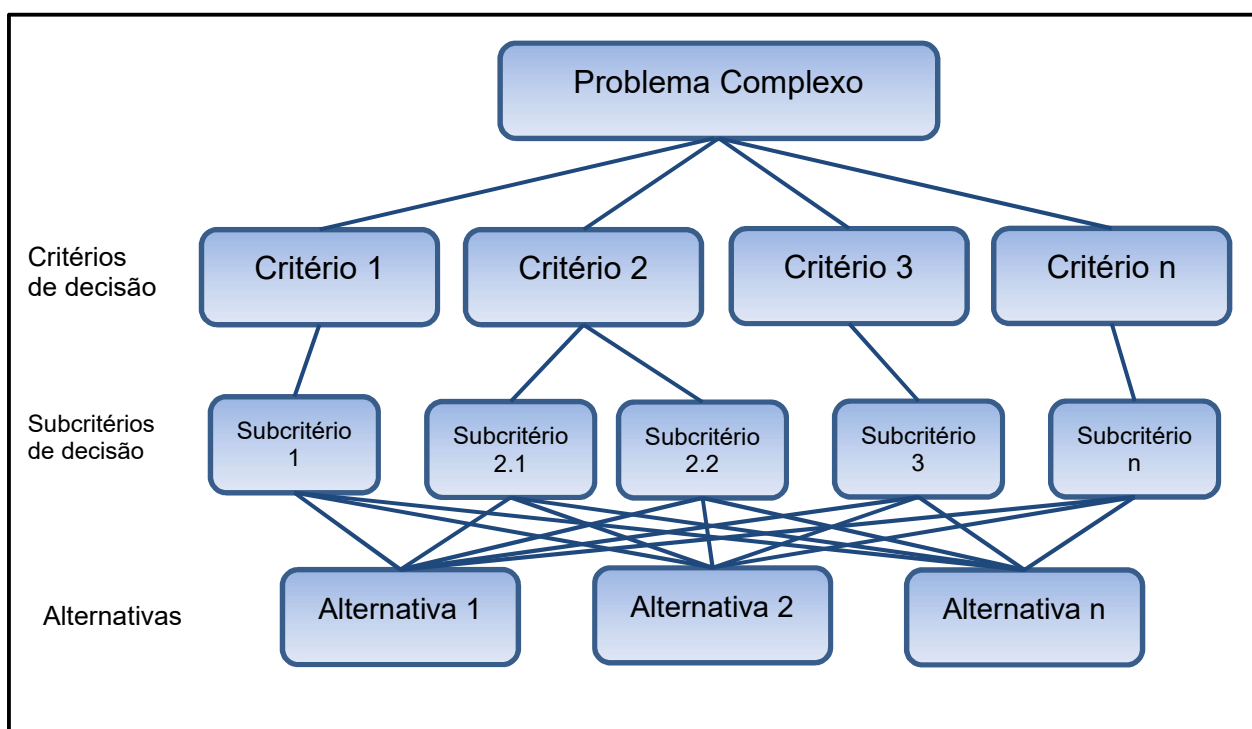 Problema Complexo
Critérios
de decisão
Critério 1
Critério 2
Critério 3
Critério n
Subcritérios
de decisão
Subcritério
1
Subcritério
2.1
Subcritério
2.2
Subcritério
3
Subcritério
n
Alternativas
Alternativa 1
Alternativa 2
Alternativa n